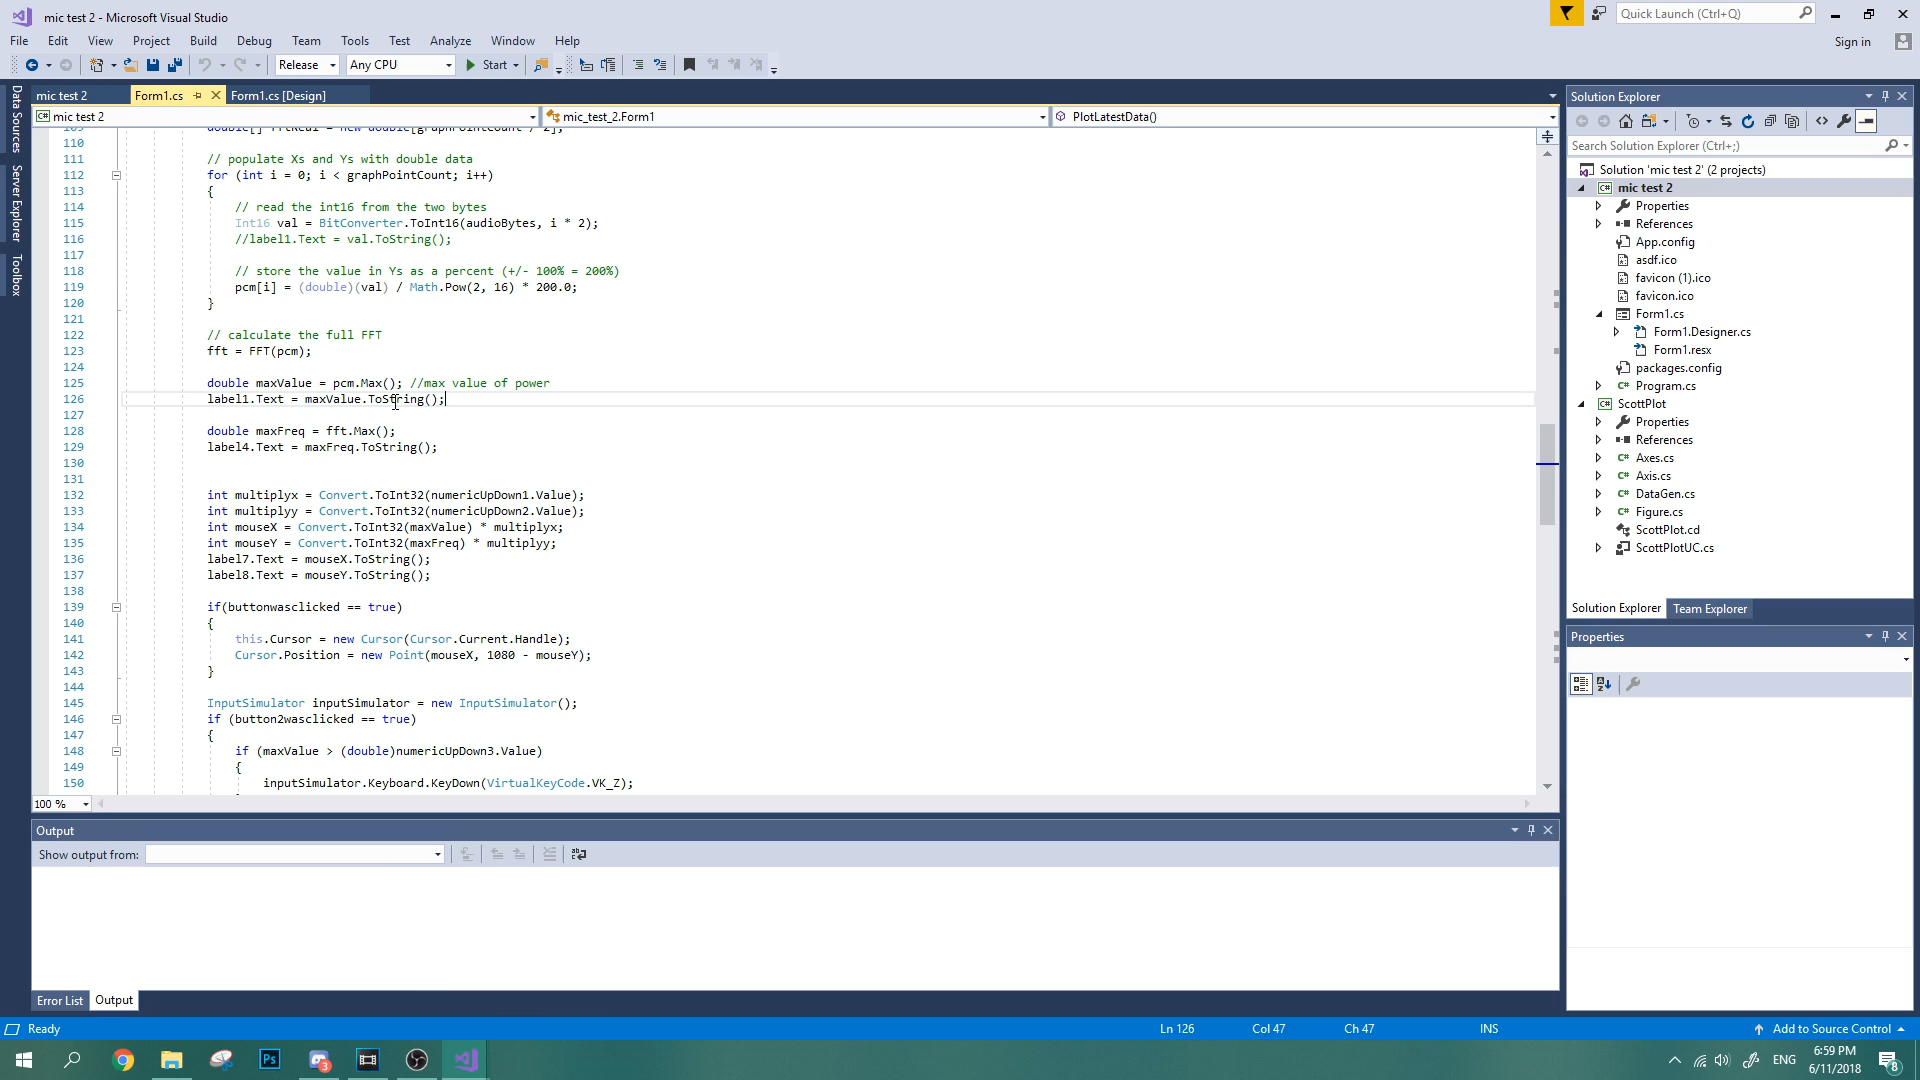 mic test 2 - Microsoft Visual Studio
Quick Launch (Ctrl+Q)
File Edit View Project Build Debug Team Tools Test Analyze Window Help
Sign in
Release Any CPU Start
Data Sources
Server Explorer
Toolbox
mic test 2 Form1.cs Form1.cs [Design]
mic test 2 mic_test_2.Form1 PlotLatestData()
109 double[] fftReal = new double[graphPointCount / 2];
110
111 // populate Xs and Ys with double data
112 for (int i = 0; i < graphPointCount; i++)
113 {
114 // read the int16 from the two bytes
115 Int16 val = BitConverter.ToInt16(audioBytes, i * 2);
116 //label1.Text = val.ToString();
117
118 // store the value in Ys as a percent (+/- 100% = 200%)
119 pcm[i] = (double)(val) / Math.Pow(2, 16) * 200.0;
120 }
121
122 // calculate the full FFT
123 fft = FFT(pcm);
124
125 double maxValue = pcm.Max(); //max value of power
126 label1.Text = maxValue.ToString();
127
128 double maxFreq = fft.Max();
129 label4.Text = maxFreq.ToString();
130
131
132 int multiplyx = Convert.ToInt32(numericUpDown1.Value);
133 int multiplyy = Convert.ToInt32(numericUpDown2.Value);
134 int mouseX = Convert.ToInt32(maxValue) * multiplyx;
135 int mouseY = Convert.ToInt32(maxFreq) * multiplyy;
136 label7.Text = mouseX.ToString();
137 label8.Text = mouseY.ToString();
138
139 if(buttonwasclicked == true)
140 {
141 this.Cursor = new Cursor(Cursor.Current.Handle);
142 Cursor.Position = new Point(mouseX, 1080 - mouseY);
143 }
144
145 InputSimulator inputSimulator = new InputSimulator();
146 if (button2wasclicked == true)
147 {
148 if (maxValue > (double)numericUpDown3.Value)
149 {
150 inputSimulator.Keyboard.KeyDown(VirtualKeyCode.VK_Z);
100 %
Output
Show output from:
Error List Output
Solution Explorer
Search Solution Explorer (Ctrl+;)
Solution 'mic test 2' (2 projects)
mic test 2
Properties
References
App.config
asdf.ico
favicon (1).ico
favicon.ico
Form1.cs
Form1.Designer.cs
Form1.resx
packages.config
Program.cs
ScottPlot
Properties
References
Axes.cs
Axis.cs
DataGen.cs
Figure.cs
ScottPlot.cd
ScottPlotUC.cs
Solution Explorer Team Explorer
Properties
Ready Ln 126 Col 47 Ch 47 INS Add to Source Control
Ps 3 ENG 6:59 PM
6/11/2018 8